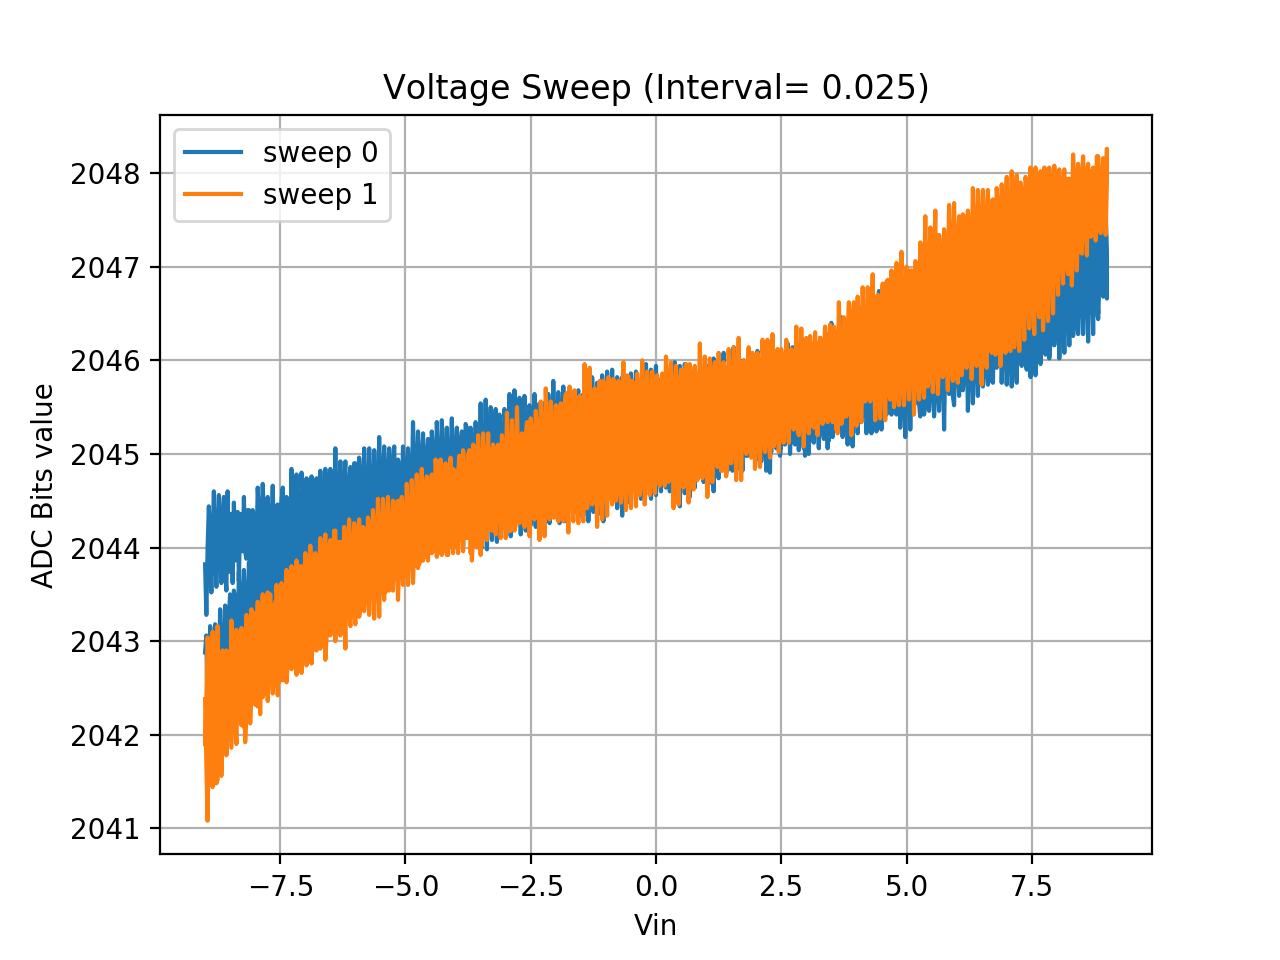 Voltage Sweep (Interval= 0.025)
sweep 0
sweep 1
2048
2047
2046
2045
2044
2043
2042
2041
ADC Bits value
−7.5 −5.0 −2.5 0.0 2.5 5.0 7.5
Vin